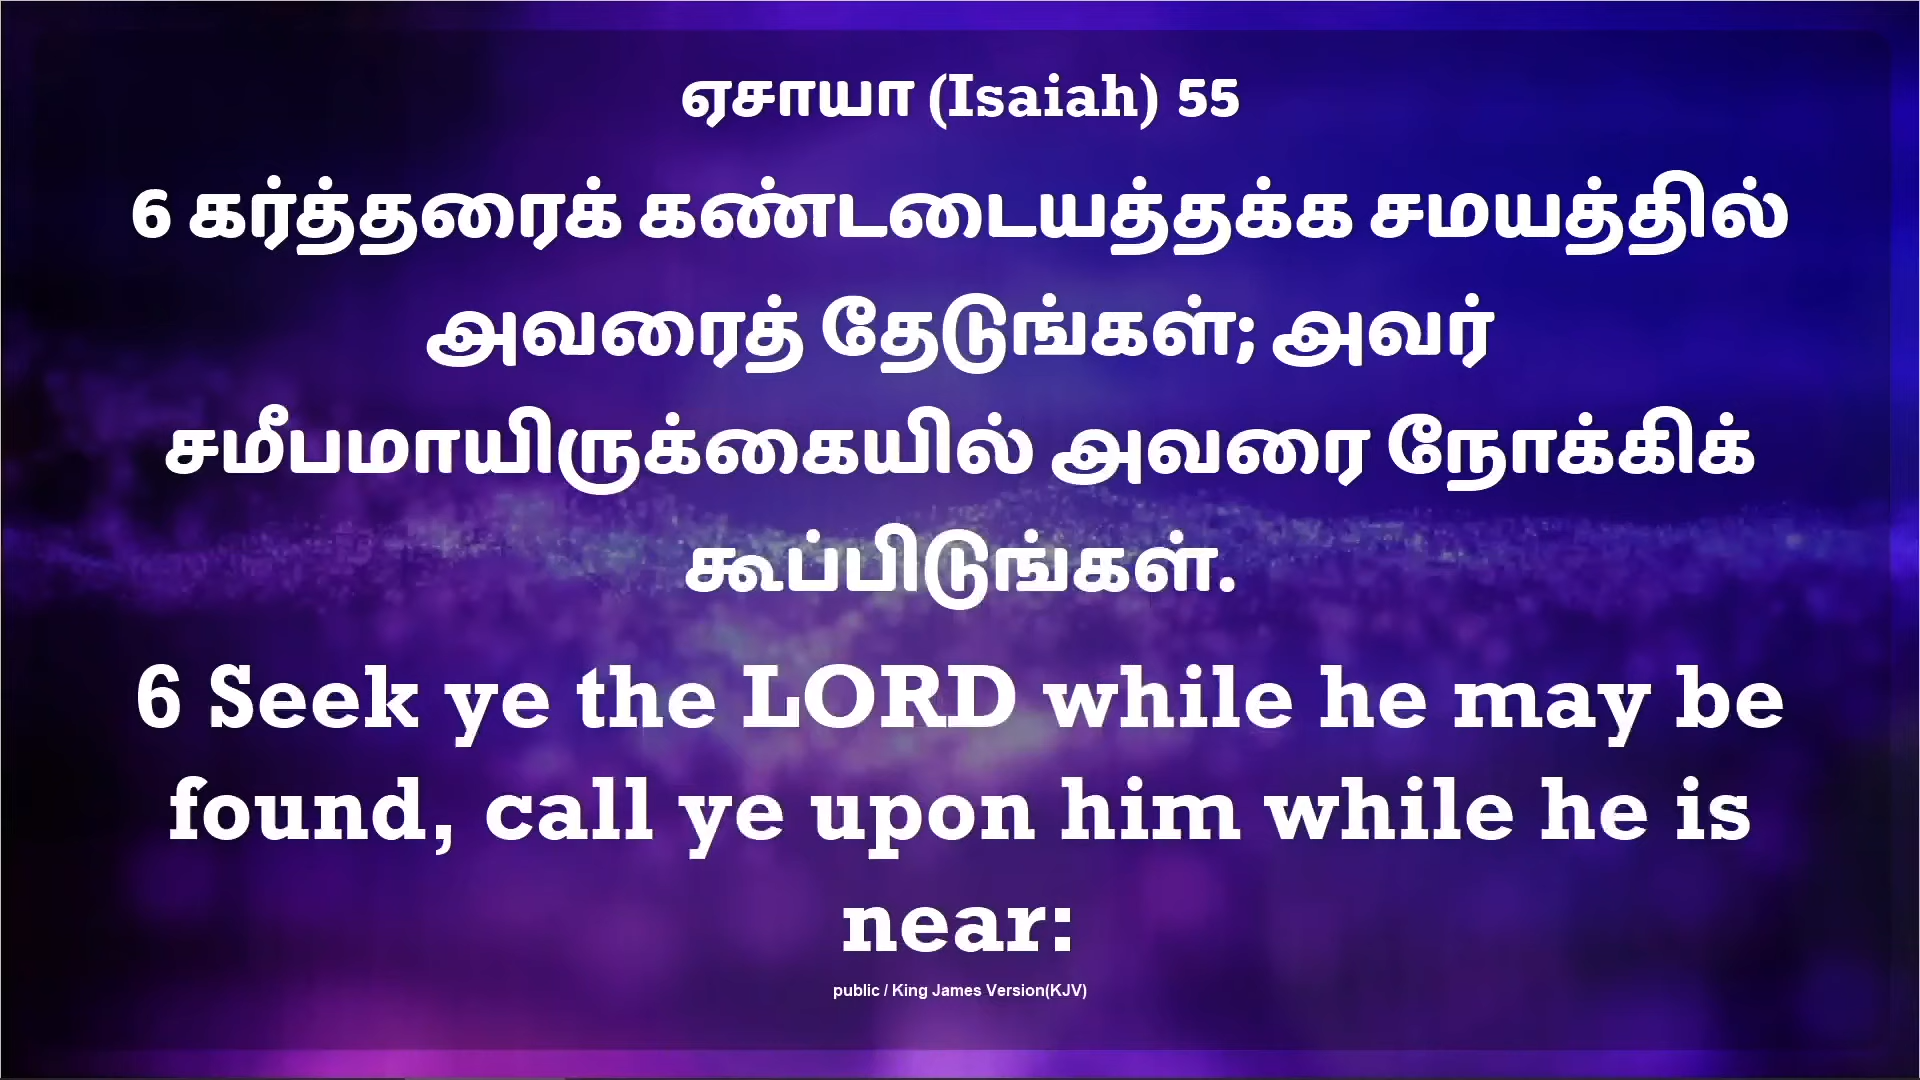 ஏசாயா (Isaiah) 55
6 கர்த்தரைக் கண்டடையத்தக்க சமயத்தில்
அவரைத் தேடுங்கள்; அவர்
சமீபமாயிருக்கையில் அவரை நோக்கிக்
கூப்பிடுங்கள்.
6 Seek ye the LORD while he may be
found, call ye upon him while he is
near:
public / King James Version(KJV)